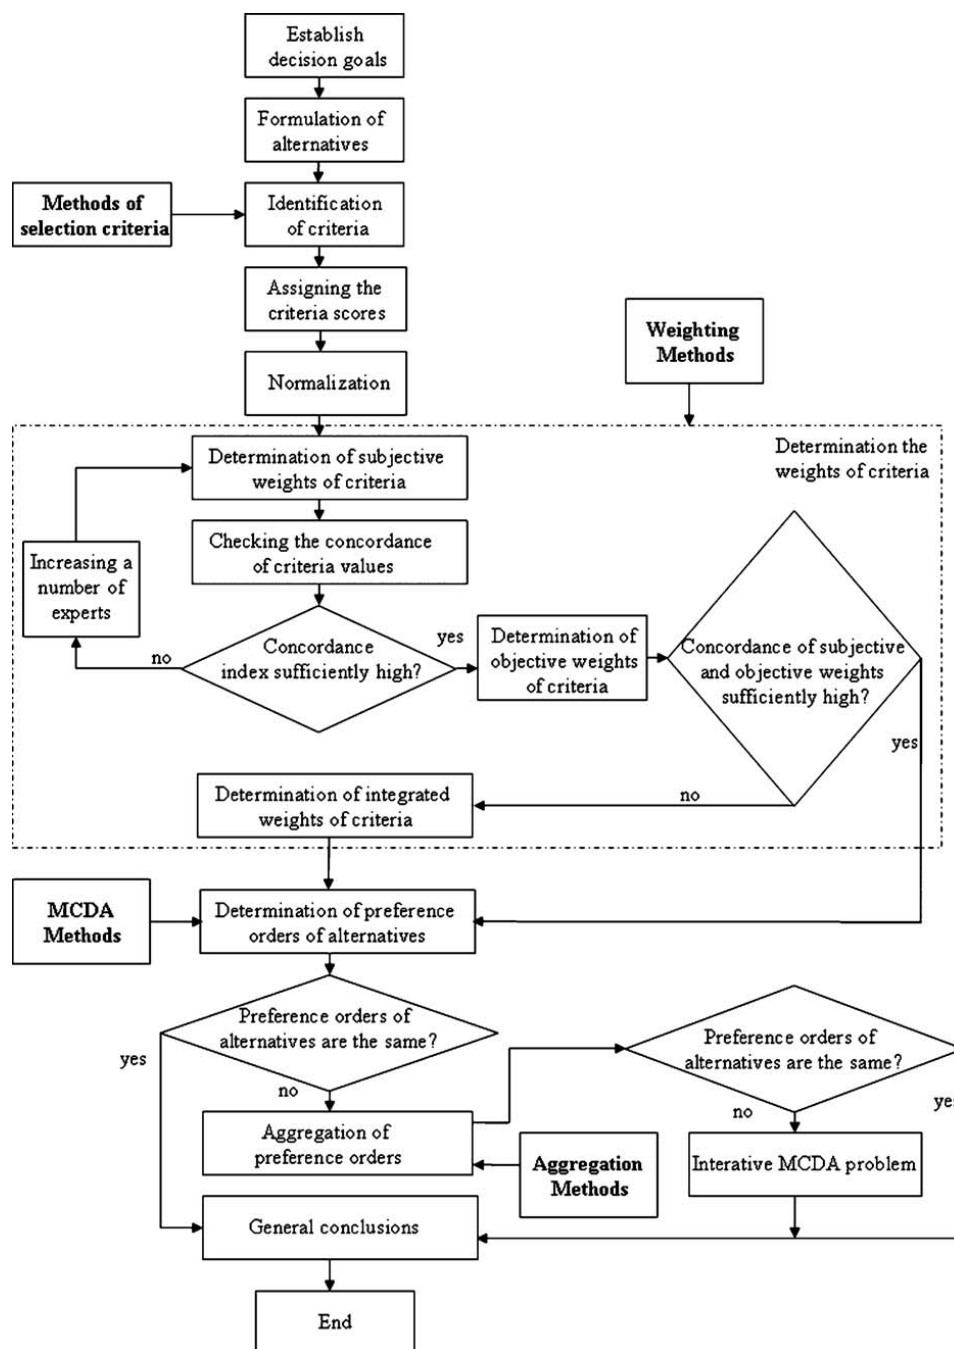 Establish
decision goals
Formulation of
alternatives
Methods of
selection criteria
Identification
of criteria
Assigning the
criteria scores
Weighting
Methods
Normalization
Determination the
weights of criteria
Determination of subjective
weights of criteria
Checking the concordance
of criteria values
Increasing a
number of
experts
no
Concordance
index sufficiently high?
yes
Determination of
objective weights
of criteria
Concordance of subjective
and objective weights
sufficiently high?
yes
no
Determination of integrated
weights of criteria
MCDA
Methods
Determination of preference
orders of alternatives
Preference orders of
alternatives are the same?
yes
no
Preference orders of
alternatives are the same?
no
yes
Aggregation of
preference orders
Aggregation
Methods
Interative MCDA problem
General conclusions
End